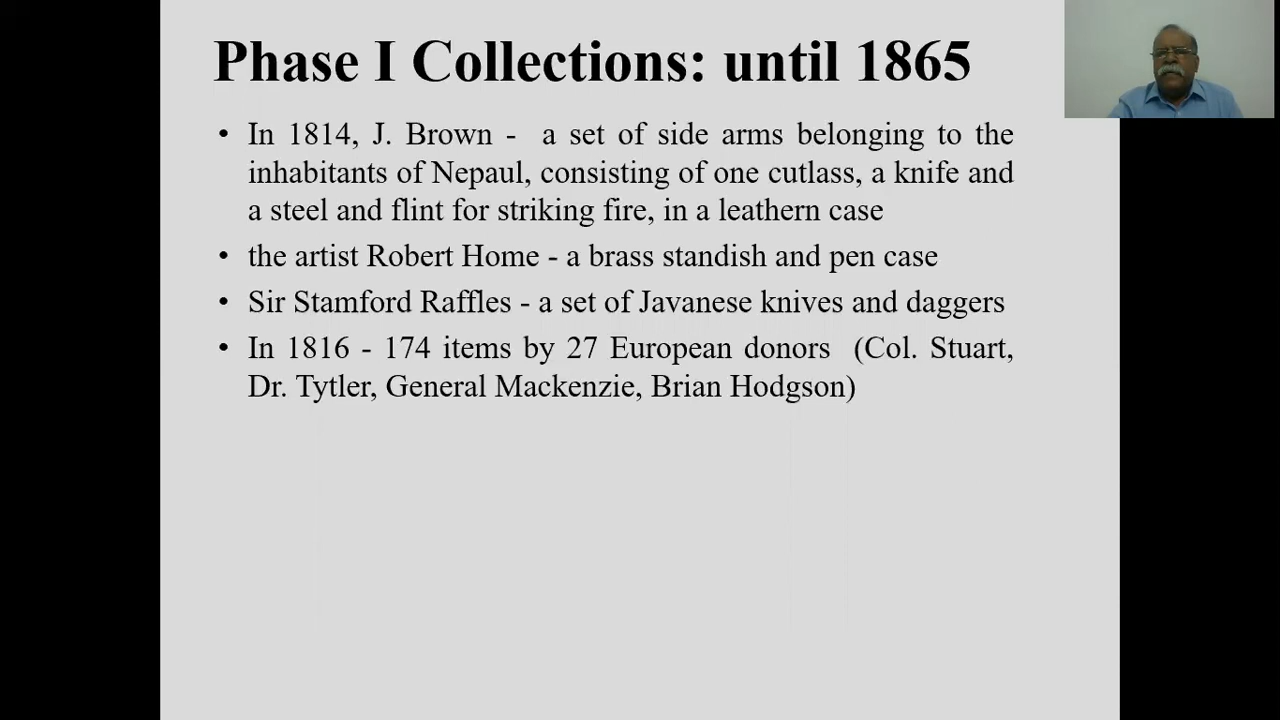 Phase I Collections: until 1865
• In 1814, J. Brown - a set of side arms belonging to the
inhabitants of Nepaul, consisting of one cutlass, a knife and
a steel and flint for striking fire, in a leathern case
• the artist Robert Home - a brass standish and pen case
• Sir Stamford Raffles - a set of Javanese knives and daggers
• In 1816 - 174 items by 27 European donors (Col. Stuart,
Dr. Tytler, General Mackenzie, Brian Hodgson)